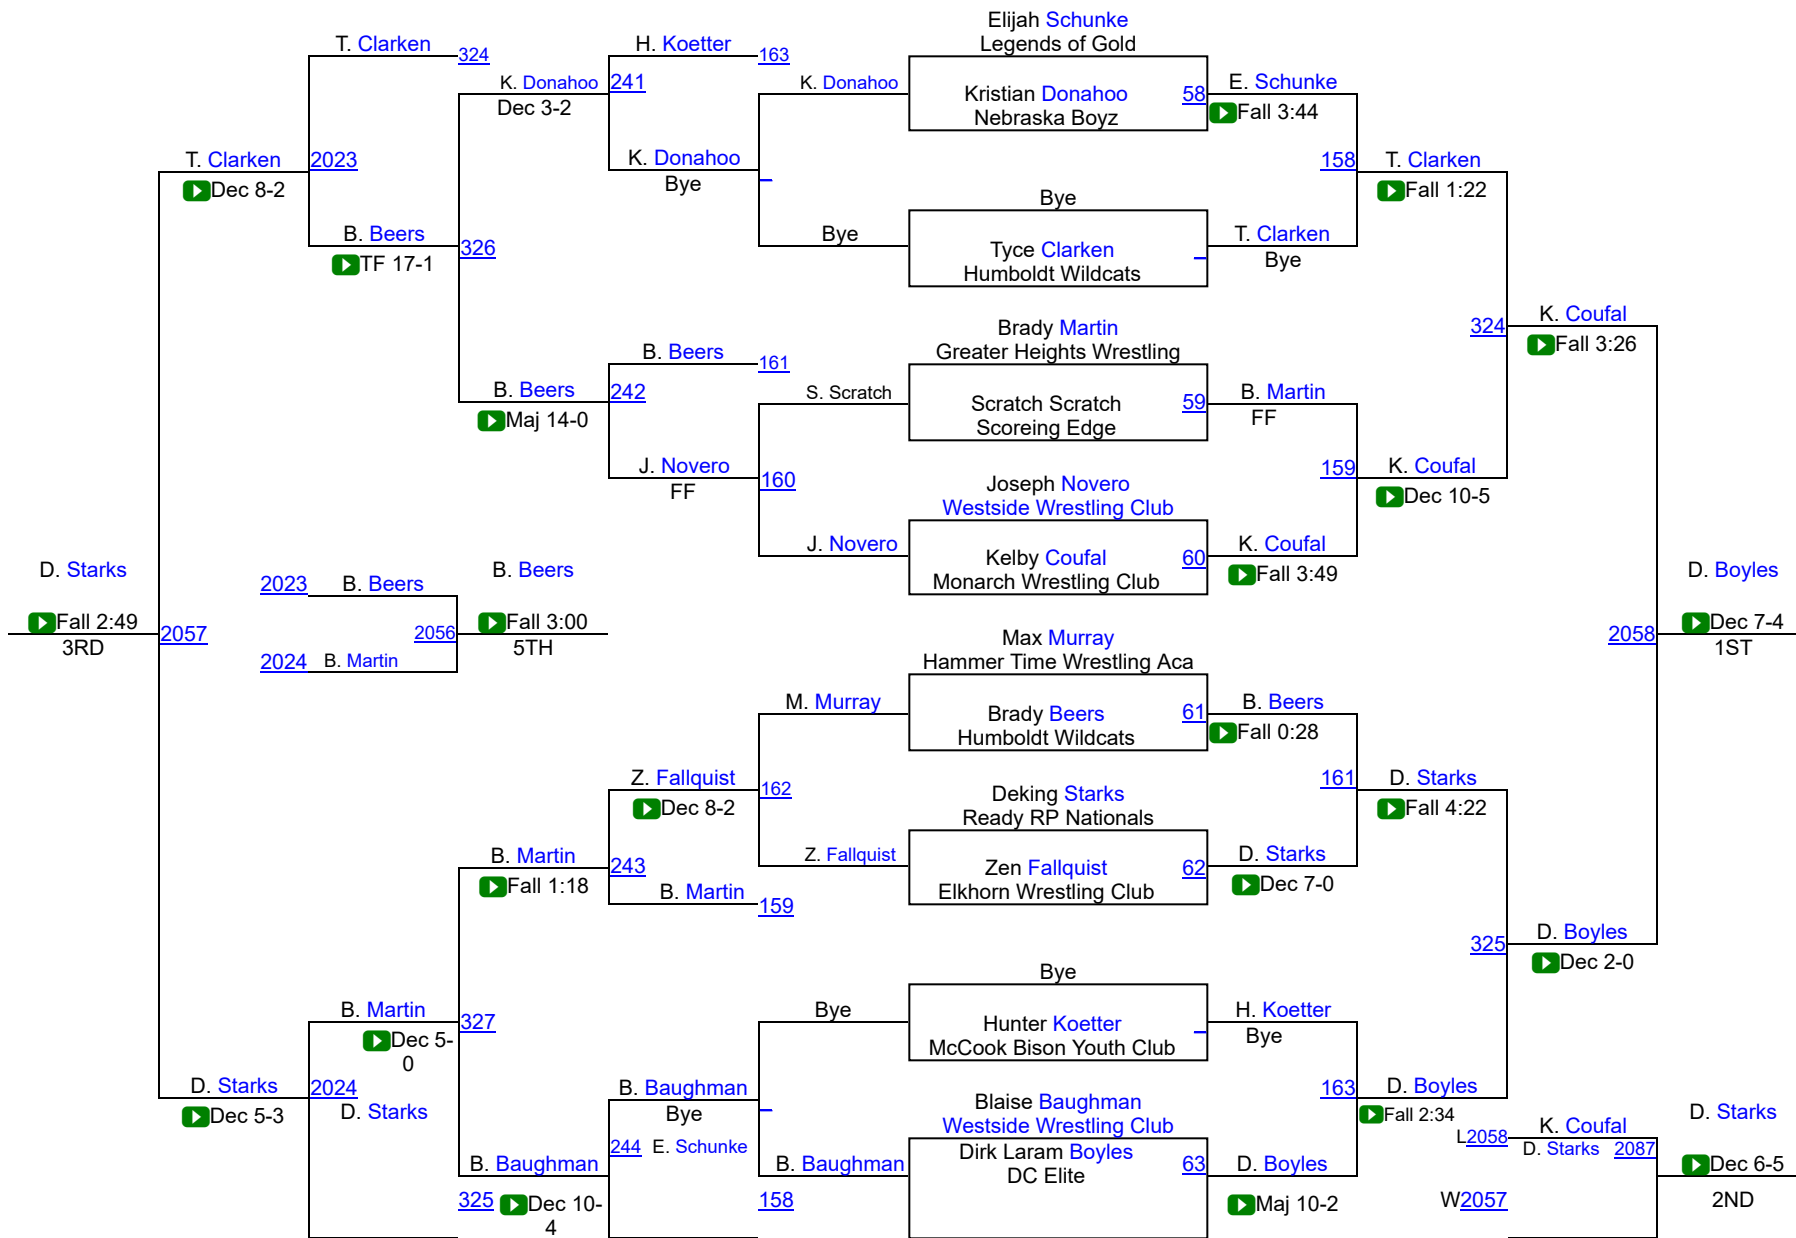 Elijah Schunke
T. Clarken
324
H. Koetter
163
Legends of Gold
K. Donahoo
241
K. Donahoo
Kristian Donahoo
58
E. Schunke
Dec 3-2
Nebraska Boyz
Fall 3:44
T. Clarken
2023
K. Donahoo
158
T. Clarken
Dec 8-2
Bye
_
Fall 1:22
Bye
B. Beers
326
Bye
Tyce Clarken
_
T. Clarken
TF 17-1
Humboldt Wildcats
Bye
Brady Martin
324
K. Coufal
B. Beers
161
Greater Heights Wrestling
Fall 3:26
B. Beers
242
S. Scratch
Scratch Scratch
59
B. Martin
Maj 14-0
Scoreing Edge
FF
J. Novero
160
Joseph Novero
159
K. Coufal
FF
Westside Wrestling Club
Dec 10-5
J. Novero
Kelby Coufal
60
K. Coufal
Monarch Wrestling Club
Fall 3:49
D. Starks
2023
B. Beers
B. Beers
D. Boyles
Fall 2:49
2057
2056
Fall 3:00
2058
Dec 7-4
3RD
2024
B. Martin
5TH
1ST
Max Murray
Hammer Time Wrestling Aca
M. Murray
Brady Beers
61
B. Beers
Humboldt Wildcats
Fall 0:28
Z. Fallquist
162
Deking Starks
161
D. Starks
Dec 8-2
Ready RP Nationals
Fall 4:22
B. Martin
243
Z. Fallquist
Zen Fallquist
62
D. Starks
Fall 1:18
B. Martin
159
Elkhorn Wrestling Club
Dec 7-0
325
D. Boyles
Dec 2-0
Bye
B. Martin
327
Bye
Hunter Koetter
_
H. Koetter
Dec 5-
0
McCook Bison Youth Club
Bye
D. Starks
2024
B. Baughman
_
Blaise Baughman
163
D. Boyles
Dec 5-3
D. Starks
Bye
Westside Wrestling Club
Fall 2:34
D. Starks
244
E. Schunke
L2058
K. Coufal
D. Starks
2087
B. Baughman
B. Baughman
Dirk Laram Boyles
63
D. Boyles
Dec 6-5
DC Elite
325
Dec 10-
4
158
Maj 10-2
W2057
2ND